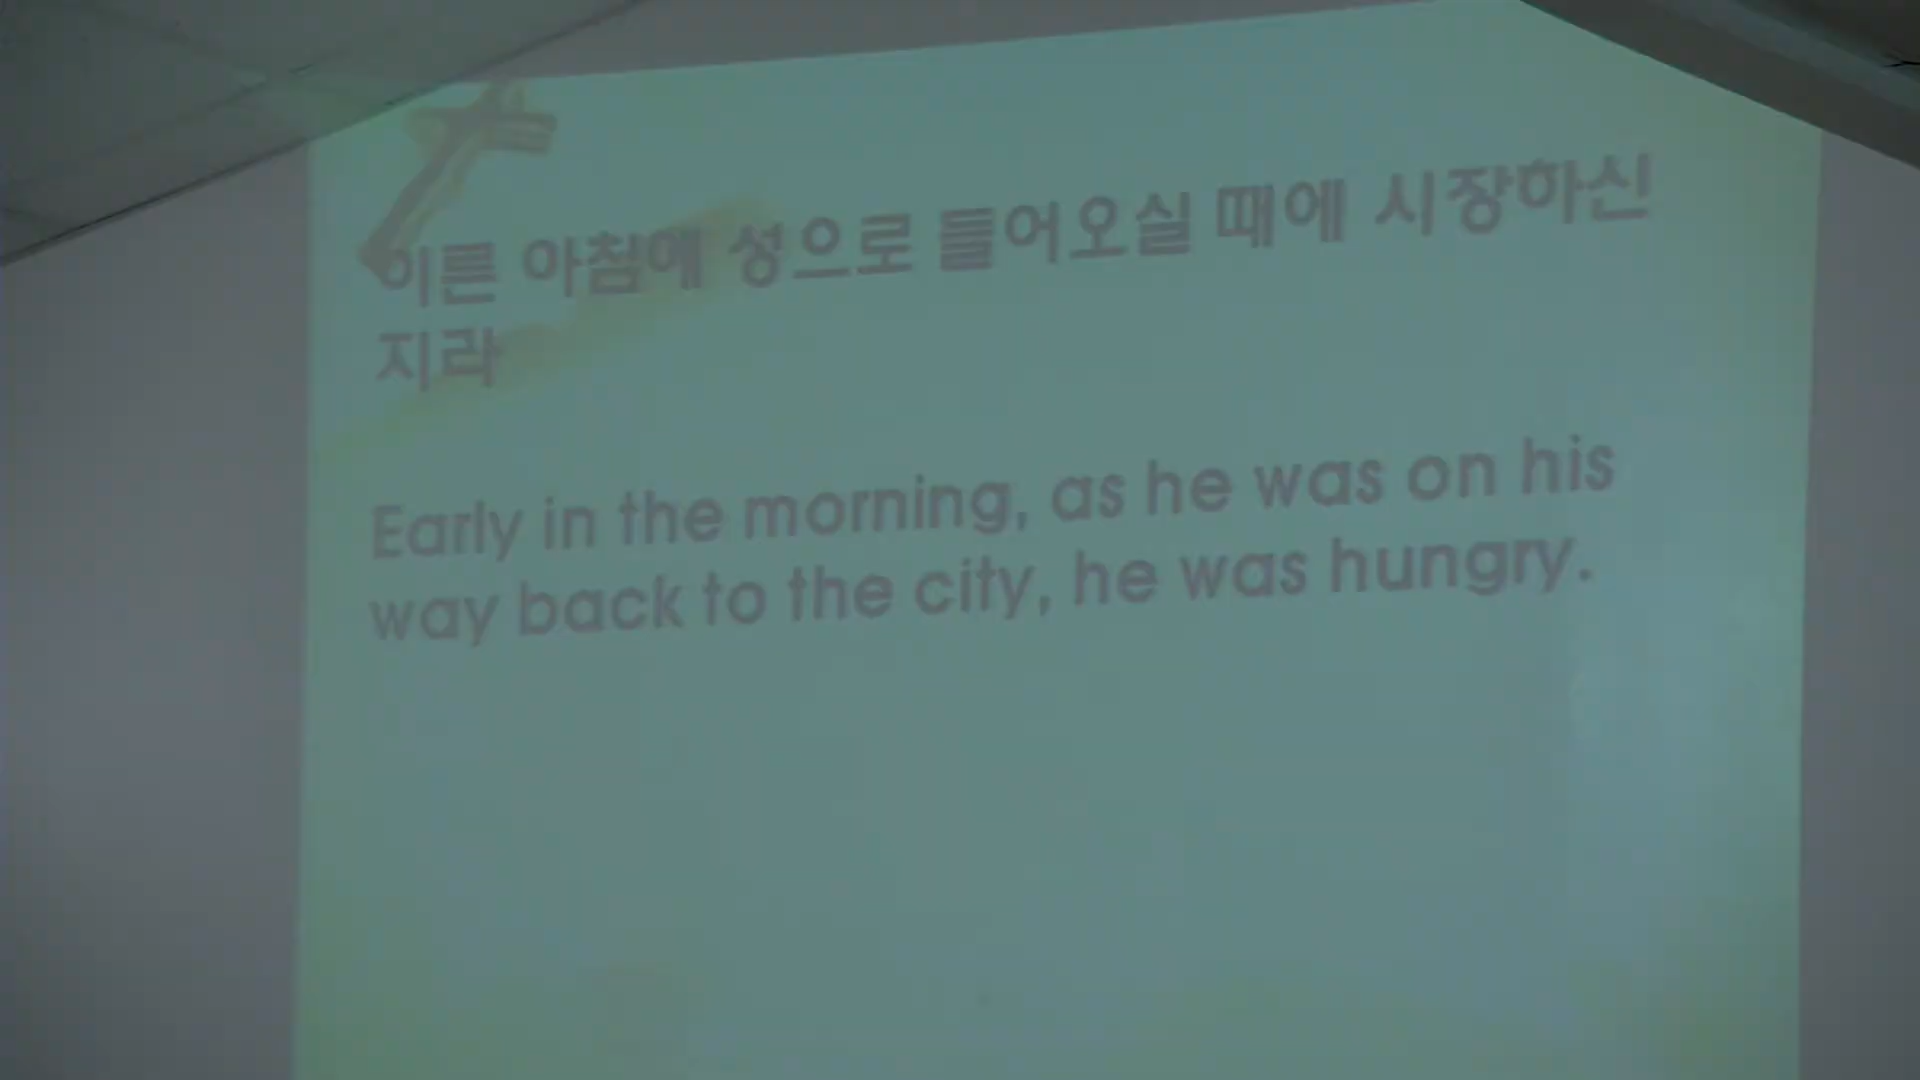 이른 아침에 성으로 들어오실 때에 시장하신
지라
Early in the morning, as he was on his
way back to the city, he was hungry.